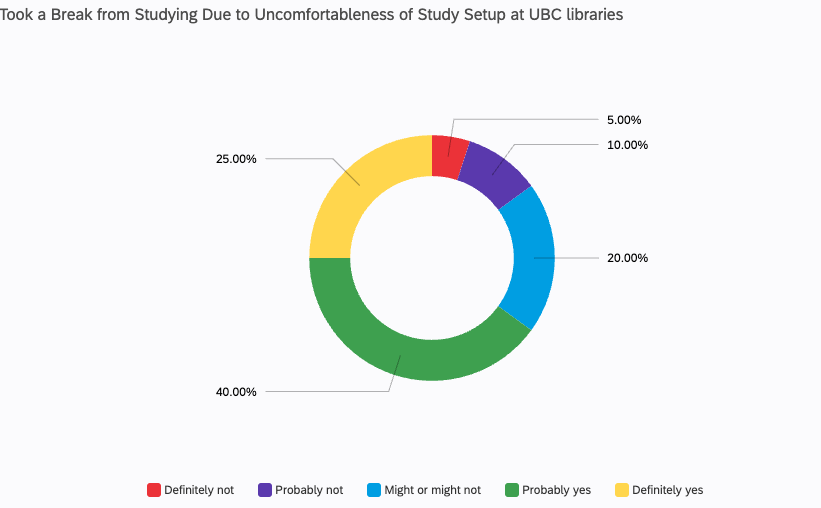 Took a Break from Studying Due to Uncomfortableness of Study Setup at UBC libraries
5.00%
10.00%
25.00%
20.00%
40.00%
Definitely not Probably not Might or might not Probably yes Definitely yes